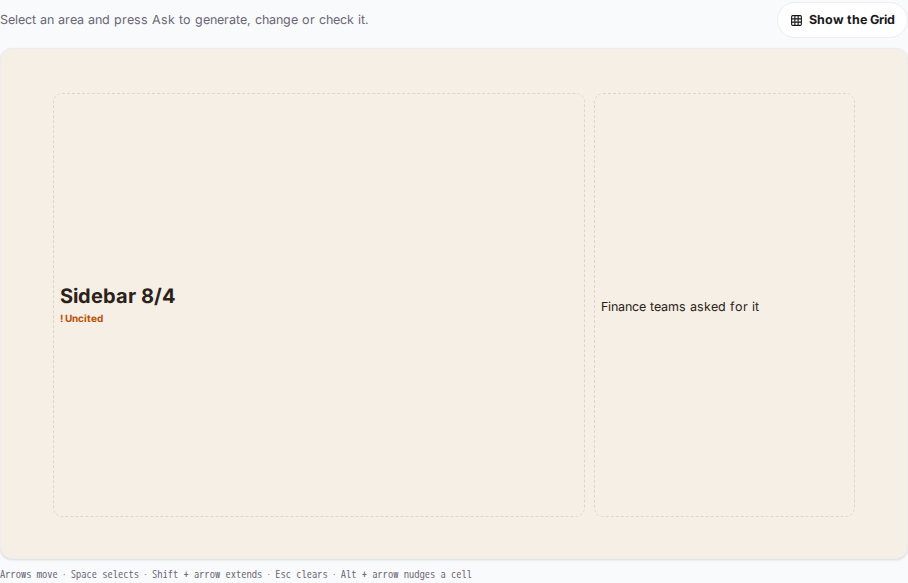 Select an area and press Ask to generate, change or check it.
Show the Grid
Sidebar 8/4
! Uncited
Finance teams asked for it
Arrows move · Space selects · Shift + arrow extends · Esc clears · Alt + arrow nudges a cell